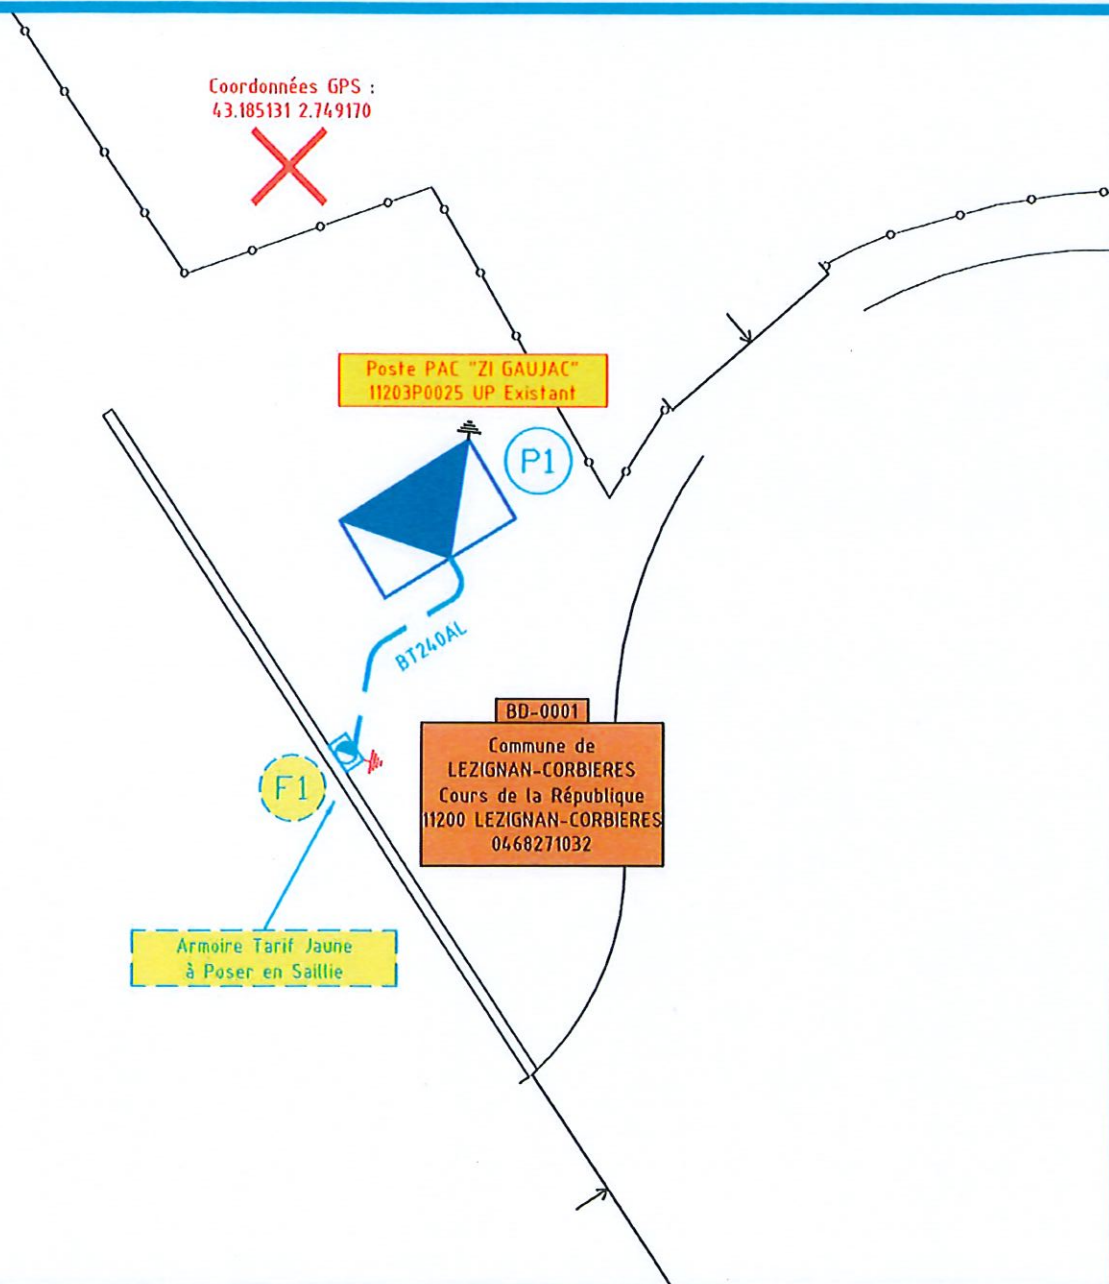 Coordonnées GPS :
43.185131 2.749170
Poste PAC "ZI GAUJAC"
11203P0025 UP Existant
P1
BT240AL
BD-0001
Commune de
LEZIGNAN-CORBIERES
Cours de la République
11200 LEZIGNAN-CORBIERES
0468271032
F1
Armoire Tarif Jaune
à Poser en Saillie